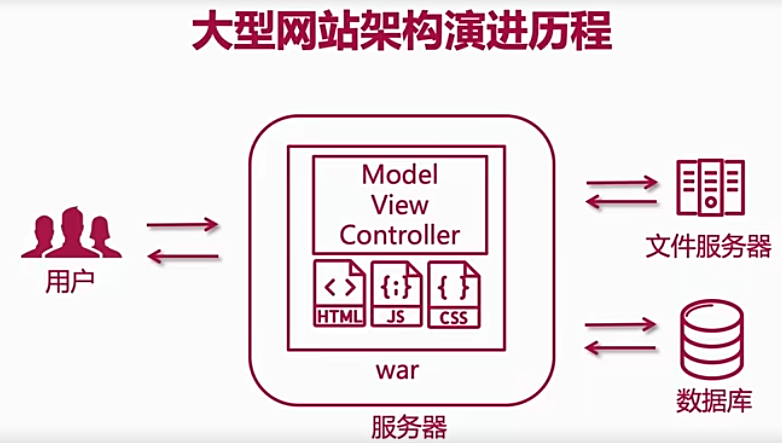 大型网站架构演进历程
Model
View
Controller
HTML
JS
CSS
war
服务器
用户
文件服务器
数据库